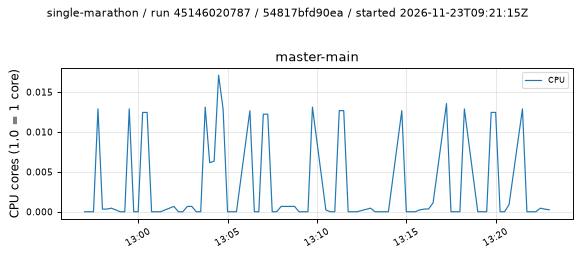 single-marathon / run 45146020787 / 54817bfd90ea / started 2026-11-23T09:21:15Z
master-main
CPU cores (1.0 = 1 core)
0.015
0.010
0.005
0.000
CPU
13:00
13:05
13:10
13:15
13:20